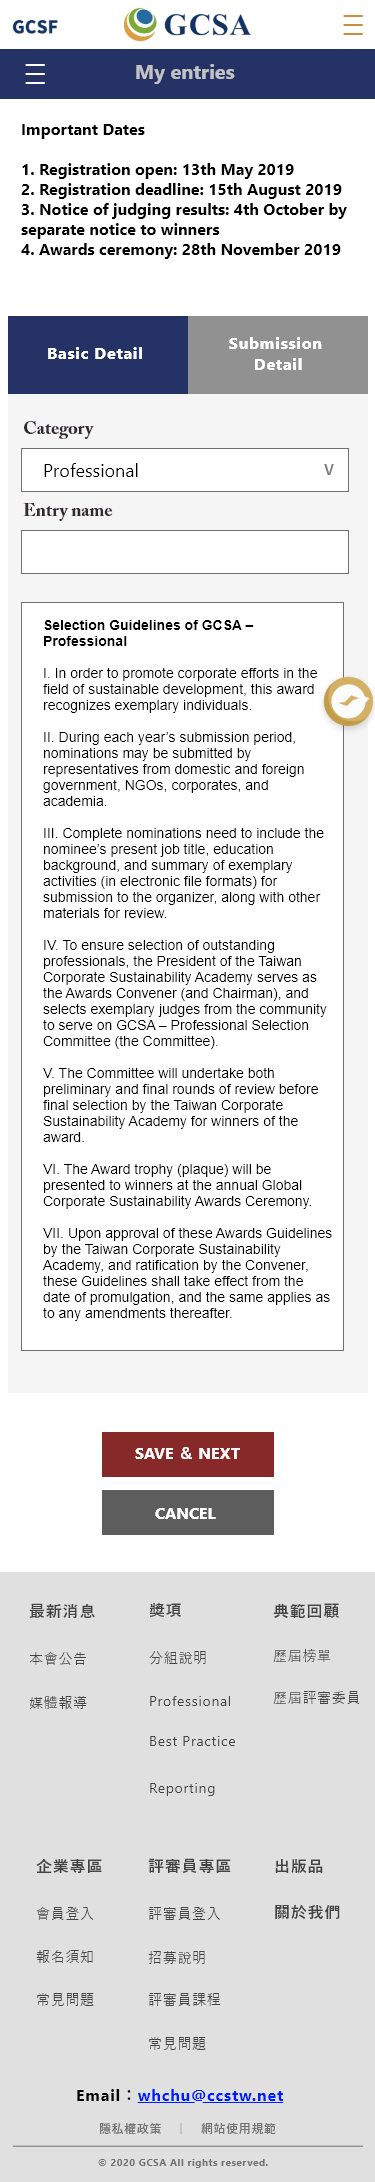 GCSF
GCSA
My entries
Important Dates
1. Registration open: 13th May 2019
2. Registration deadline: 15th August 2019
3. Notice of judging results: 4th October by
separate notice to winners
4. Awards ceremony: 28th November 2019
Basic Detail
Submission
Detail
Category
Professional V
Entry name
Selection Guidelines of GCSA –
Professional
I. In order to promote corporate efforts in the
field of sustainable development, this award
recognizes exemplary individuals.
II. During each year's submission period,
nominations may be submitted by
representatives from domestic and foreign
government, NGOs, corporates, and
academia.
III. Complete nominations need to include the
nominee's present job title, education
background, and summary of exemplary
activities (in electronic file formats) for
submission to the organizer, along with other
materials for review.
IV. To ensure selection of outstanding
professionals, the President of the Taiwan
Corporate Sustainability Academy serves as
the Awards Convener (and Chairman), and
selects exemplary judges from the community
to serve on GCSA – Professional Selection
Committee (the Committee).
V. The Committee will undertake both
preliminary and final rounds of review before
final selection by the Taiwan Corporate
Sustainability Academy for winners of the
award.
VI. The Award trophy (plaque) will be
presented to winners at the annual Global
Corporate Sustainability Awards Ceremony.
VII. Upon approval of these Awards Guidelines
by the Taiwan Corporate Sustainability
Academy, and ratification by the Convener,
these Guidelines shall take effect from the
date of promulgation, and the same applies as
to any amendments thereafter.
SAVE & NEXT
CANCEL
最新消息
本會公告
媒體報導
獎項
分組說明
Professional
Best Practice
Reporting
典範回顧
歷屆榜單
歷屆評審委員
企業專區
會員登入
報名須知
常見問題
評審員專區
評審員登入
招募說明
評審員課程
常見問題
出版品
關於我們
Email：whchu@ccstw.net
隱私權政策 | 網站使用規範
© 2020 GCSA All rights reserved.